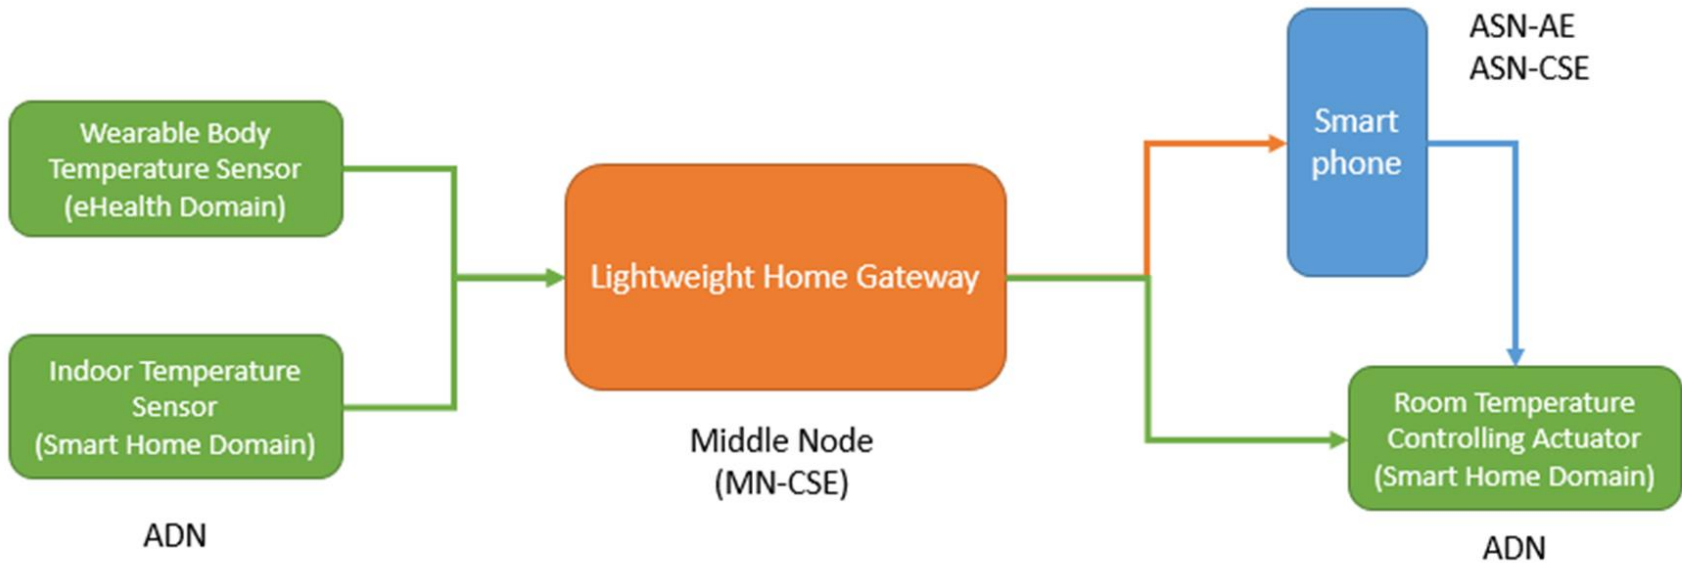 Wearable Body
Temperature Sensor
(eHealth Domain)
Indoor Temperature
Sensor
(Smart Home Domain)
ADN
Lightweight Home Gateway
Middle Node
(MN-CSE)
ASN-AE
ASN-CSE
Smart
phone
Room Temperature
Controlling Actuator
(Smart Home Domain)
ADN